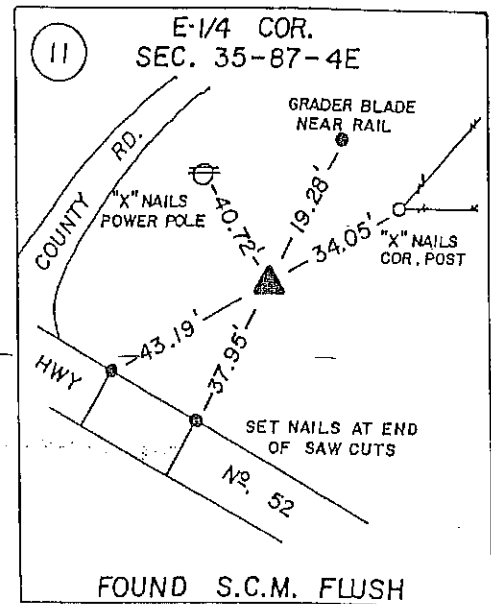 11
E-1/4 COR.
SEC. 35-87-4E
GRADER BLADE
NEAR RAIL
COUNTY RD.
"X" NAILS
POWER POLE
40.72'
19.28'
34.05'
"X" NAILS
COR. POST
43.19'
37.95'
HWY
Nº. 52
SET NAILS AT END
OF SAW CUTS
FOUND S.C.M. FLUSH